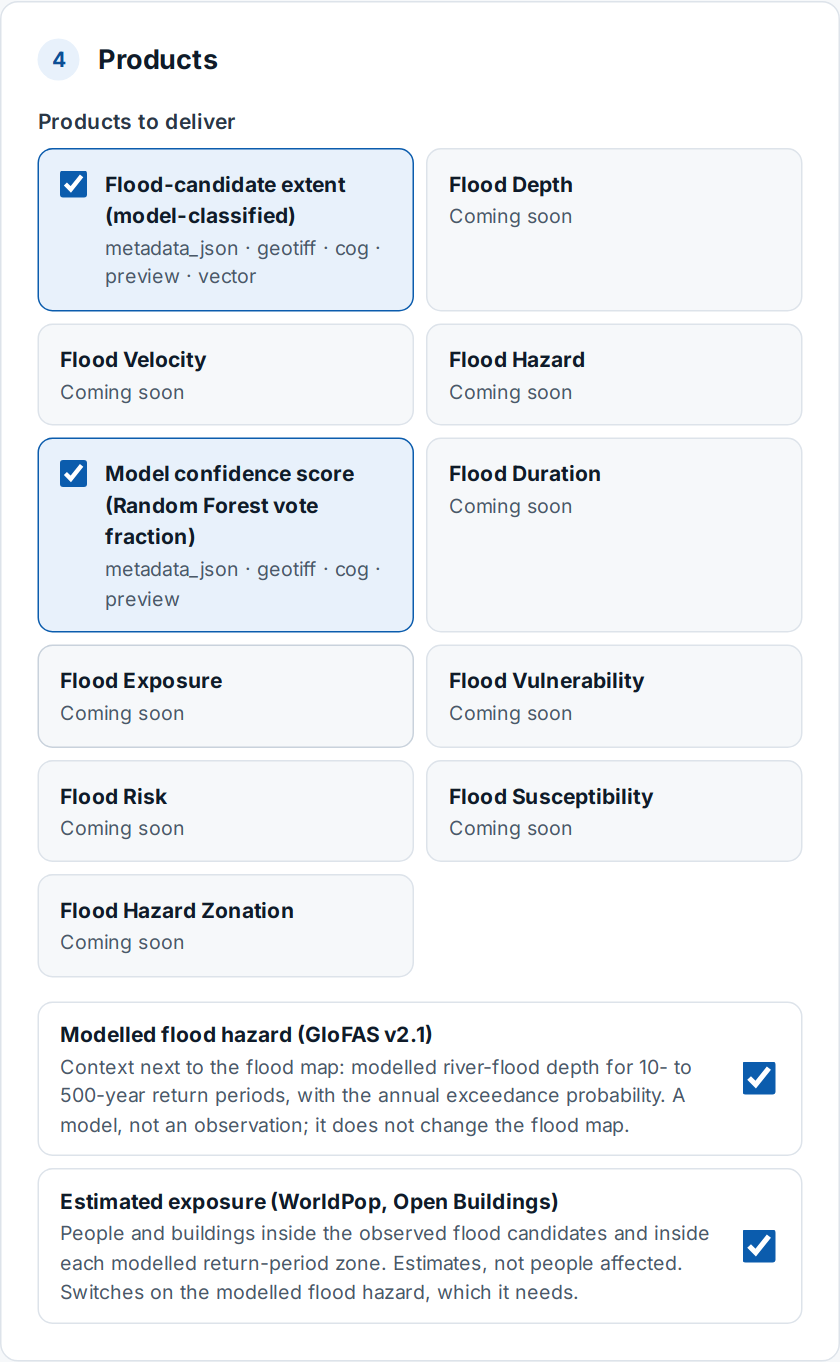 4
Products
Products to deliver
Flood-candidate extent
(model-classified)
metadata_json · geotiff · cog ·
preview · vector
Flood Depth
Coming soon
Flood Velocity
Coming soon
Flood Hazard
Coming soon
Model confidence score
(Random Forest vote
fraction)
metadata_json · geotiff · cog ·
preview
Flood Duration
Coming soon
Flood Exposure
Coming soon
Flood Vulnerability
Coming soon
Flood Risk
Coming soon
Flood Susceptibility
Coming soon
Flood Hazard Zonation
Coming soon
Modelled flood hazard (GloFAS v2.1)
Context next to the flood map: modelled river-flood depth for 10- to
500-year return periods, with the annual exceedance probability. A
model, not an observation; it does not change the flood map.
Estimated exposure (WorldPop, Open Buildings)
People and buildings inside the observed flood candidates and inside
each modelled return-period zone. Estimates, not people affected.
Switches on the modelled flood hazard, which it needs.